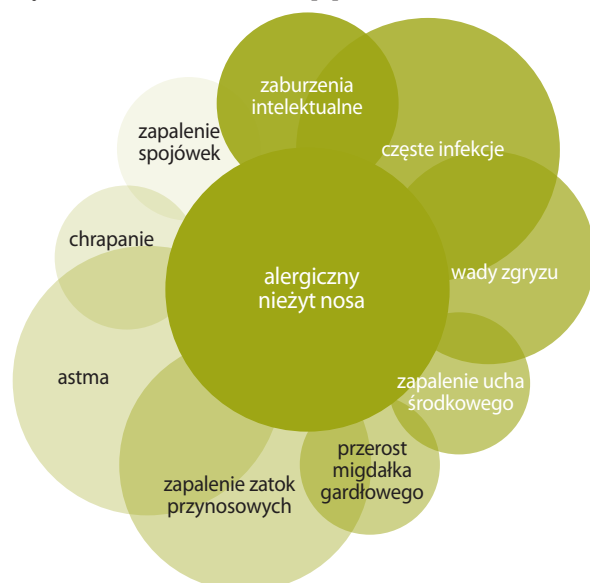 zaburzenia
intelektualne
częste infekcje
zapalenie
spojówek
chrapanie
alergiczny
nieżyt nosa
wady zgryzu
astma
zapalenie ucha
środkowego
przerost
migdałka
gardłowego
zapalenie zatok
przynosowych